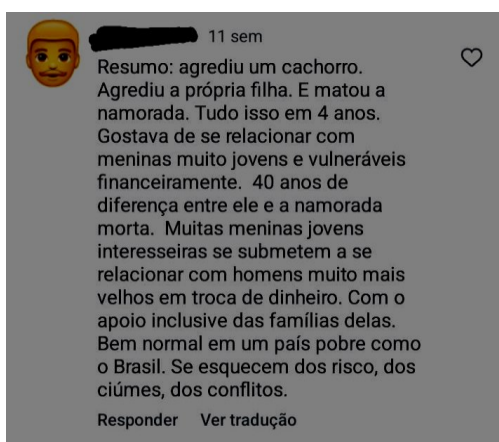 11 sem
Resumo: agrediu um cachorro.
Agrediu a própria filha. E matou a
namorada. Tudo isso em 4 anos.
Gostava de se relacionar com
meninas muito jovens e vulneráveis
financeiramente.  40 anos de
diferença entre ele e a namorada
morta.  Muitas meninas jovens
interesseiras se submetem a se
relacionar com homens muito mais
velhos em troca de dinheiro. Com o
apoio inclusive das famílias delas.
Bem normal em um país pobre como
o Brasil. Se esquecem dos risco, dos
ciúmes, dos conflitos.
Responder Ver tradução